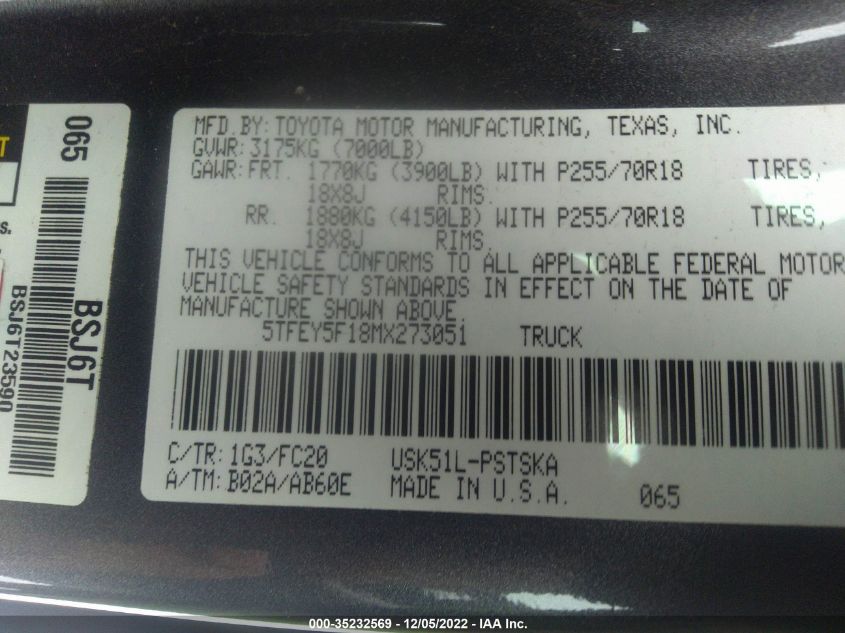 MFD.BY: TOYOTA MOTOR MANUFACTURING, TEXAS, INC.
GVWR: 3175KG (7000LB)
GAWR: FRT. 1770KG (3900LB) WITH P255/70R18 TIRES,
18X8J RIMS.
RR. 1880KG (4150LB) WITH P255/70R18 TIRES,
18X8J RIMS.
THIS VEHICLE CONFORMS TO ALL APPLICABLE FEDERAL MOTOR
VEHICLE SAFETY STANDARDS IN EFFECT ON THE DATE OF
MANUFACTURE SHOWN ABOVE.
5TFEY5F18MX273051 TRUCK
C/TR: 1G3/FC20 USK51L-PSTSKA
A/TM: B02A/AB60E MADE IN U.S.A. 065
065
BSJ6T
BSJ6T23590
T
s.
000-35232569 - 12/05/2022 - IAA Inc.